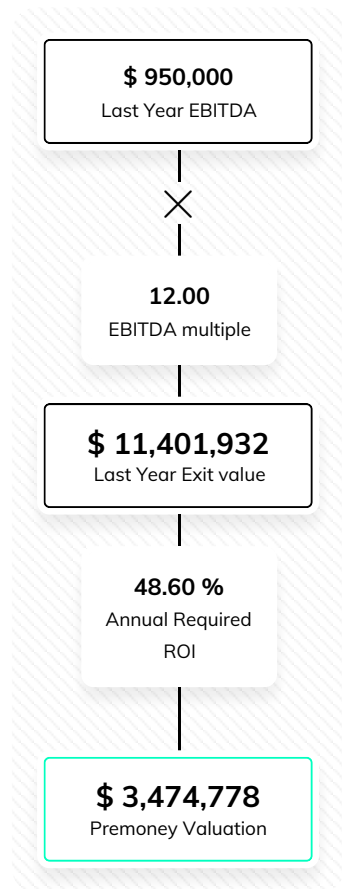 $ 950,000
Last Year EBITDA
12.00
EBITDA multiple
$ 11,401,932
Last Year Exit value
48.60 %
Annual Required
ROI
$ 3,474,778
Premoney Valuation